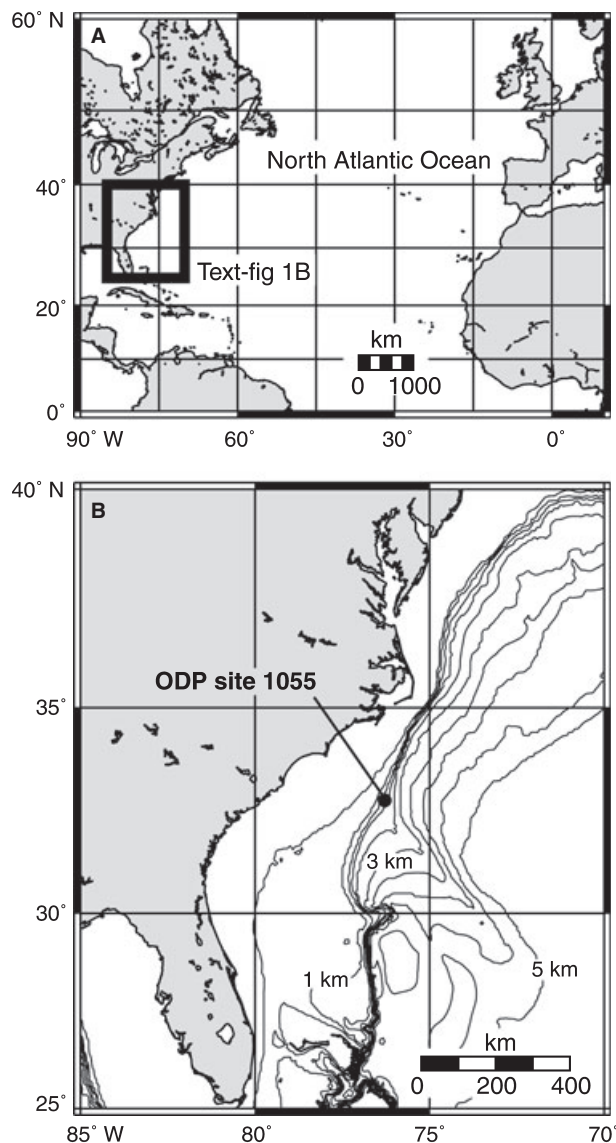 60˚ N
A
North Atlantic Ocean
40˚
Text-fig 1B
20˚
km
0 1000
0˚
90˚ W 60˚ 30˚ 0˚
40˚ N
B
ODP site 1055
35˚
3 km
30˚
1 km
5 km
km
0 200 400
25˚
85˚ W 80˚ 75˚ 70